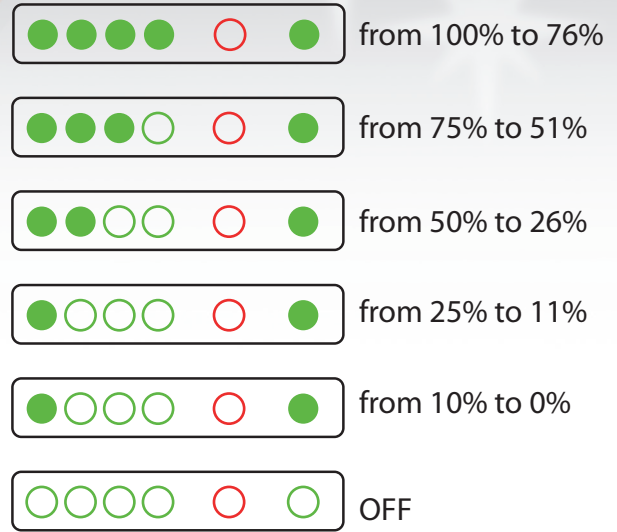 from 100% to 76%
from 75% to 51%
from 50% to 26%
from 25% to 11%
from 10% to 0%
OFF